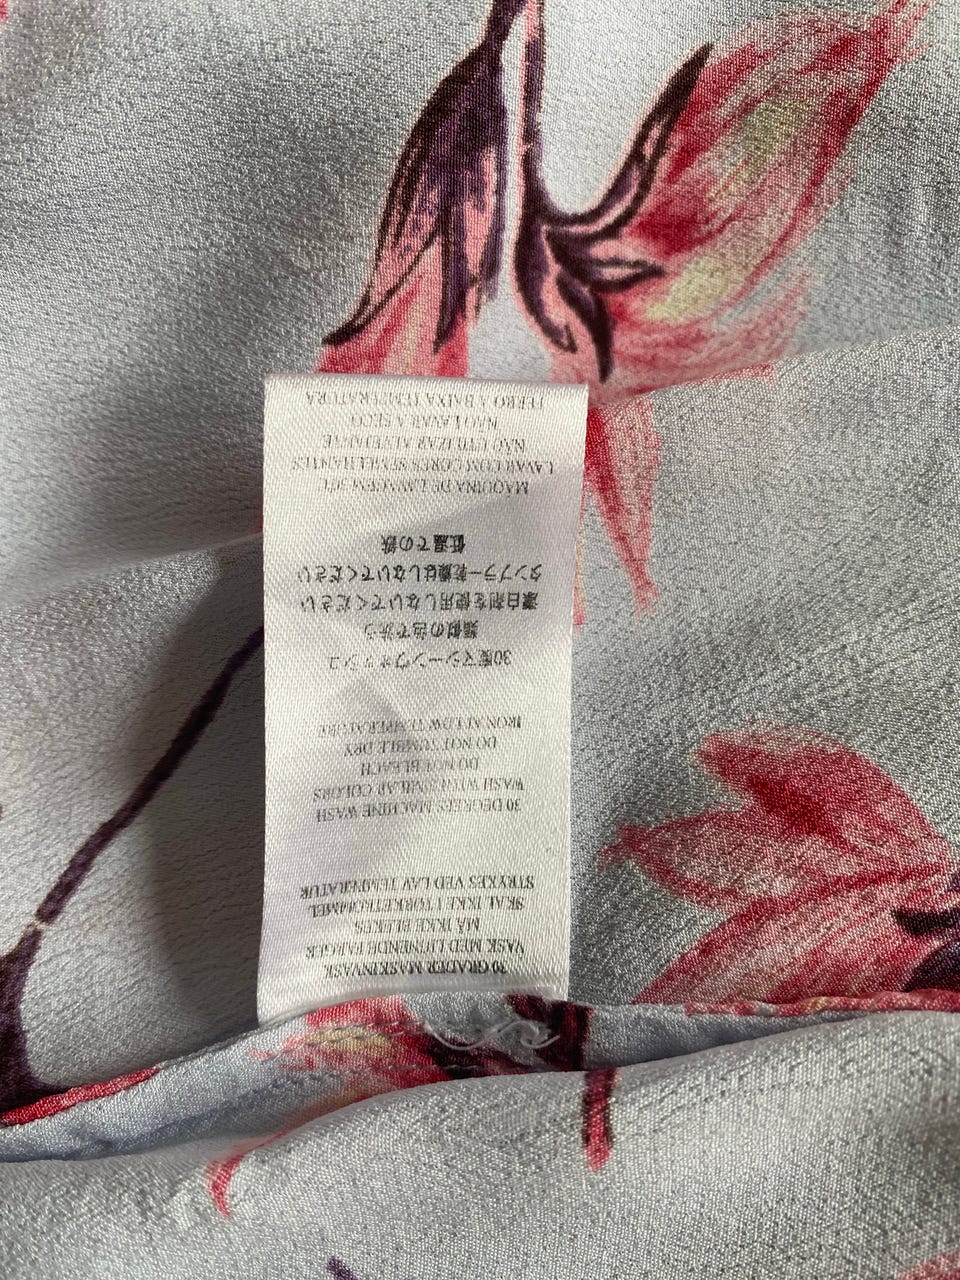 30 GRADER MASKINVASK
VASK MED LIGNENDE FARGER
MÅ IKKE BLEKES
SKAL IKKE I TØRKETROMMEL
STRYKES VED LAV TEMPERATUR
30 DEGREES MACHINE WASH
WASH WITH SIMILAR COLORS
DO NOT BLEACH
DO NOT TUMBLE DRY
IRON AT LOW TEMPERATURE
30度マシーンウォッシュ
類似の色で洗う
漂白剤を使用しないでください
タンブラー乾燥はしないでください
低温での鉄
MÁQUINA DE LAVAGEM 30C
LAVAR COM CORES SEMELHANTES
NÃO UTILIZAR ALVEJANTE
NÃO LAVAR A SECO
FERRO A BAIXA TEMPERATURA